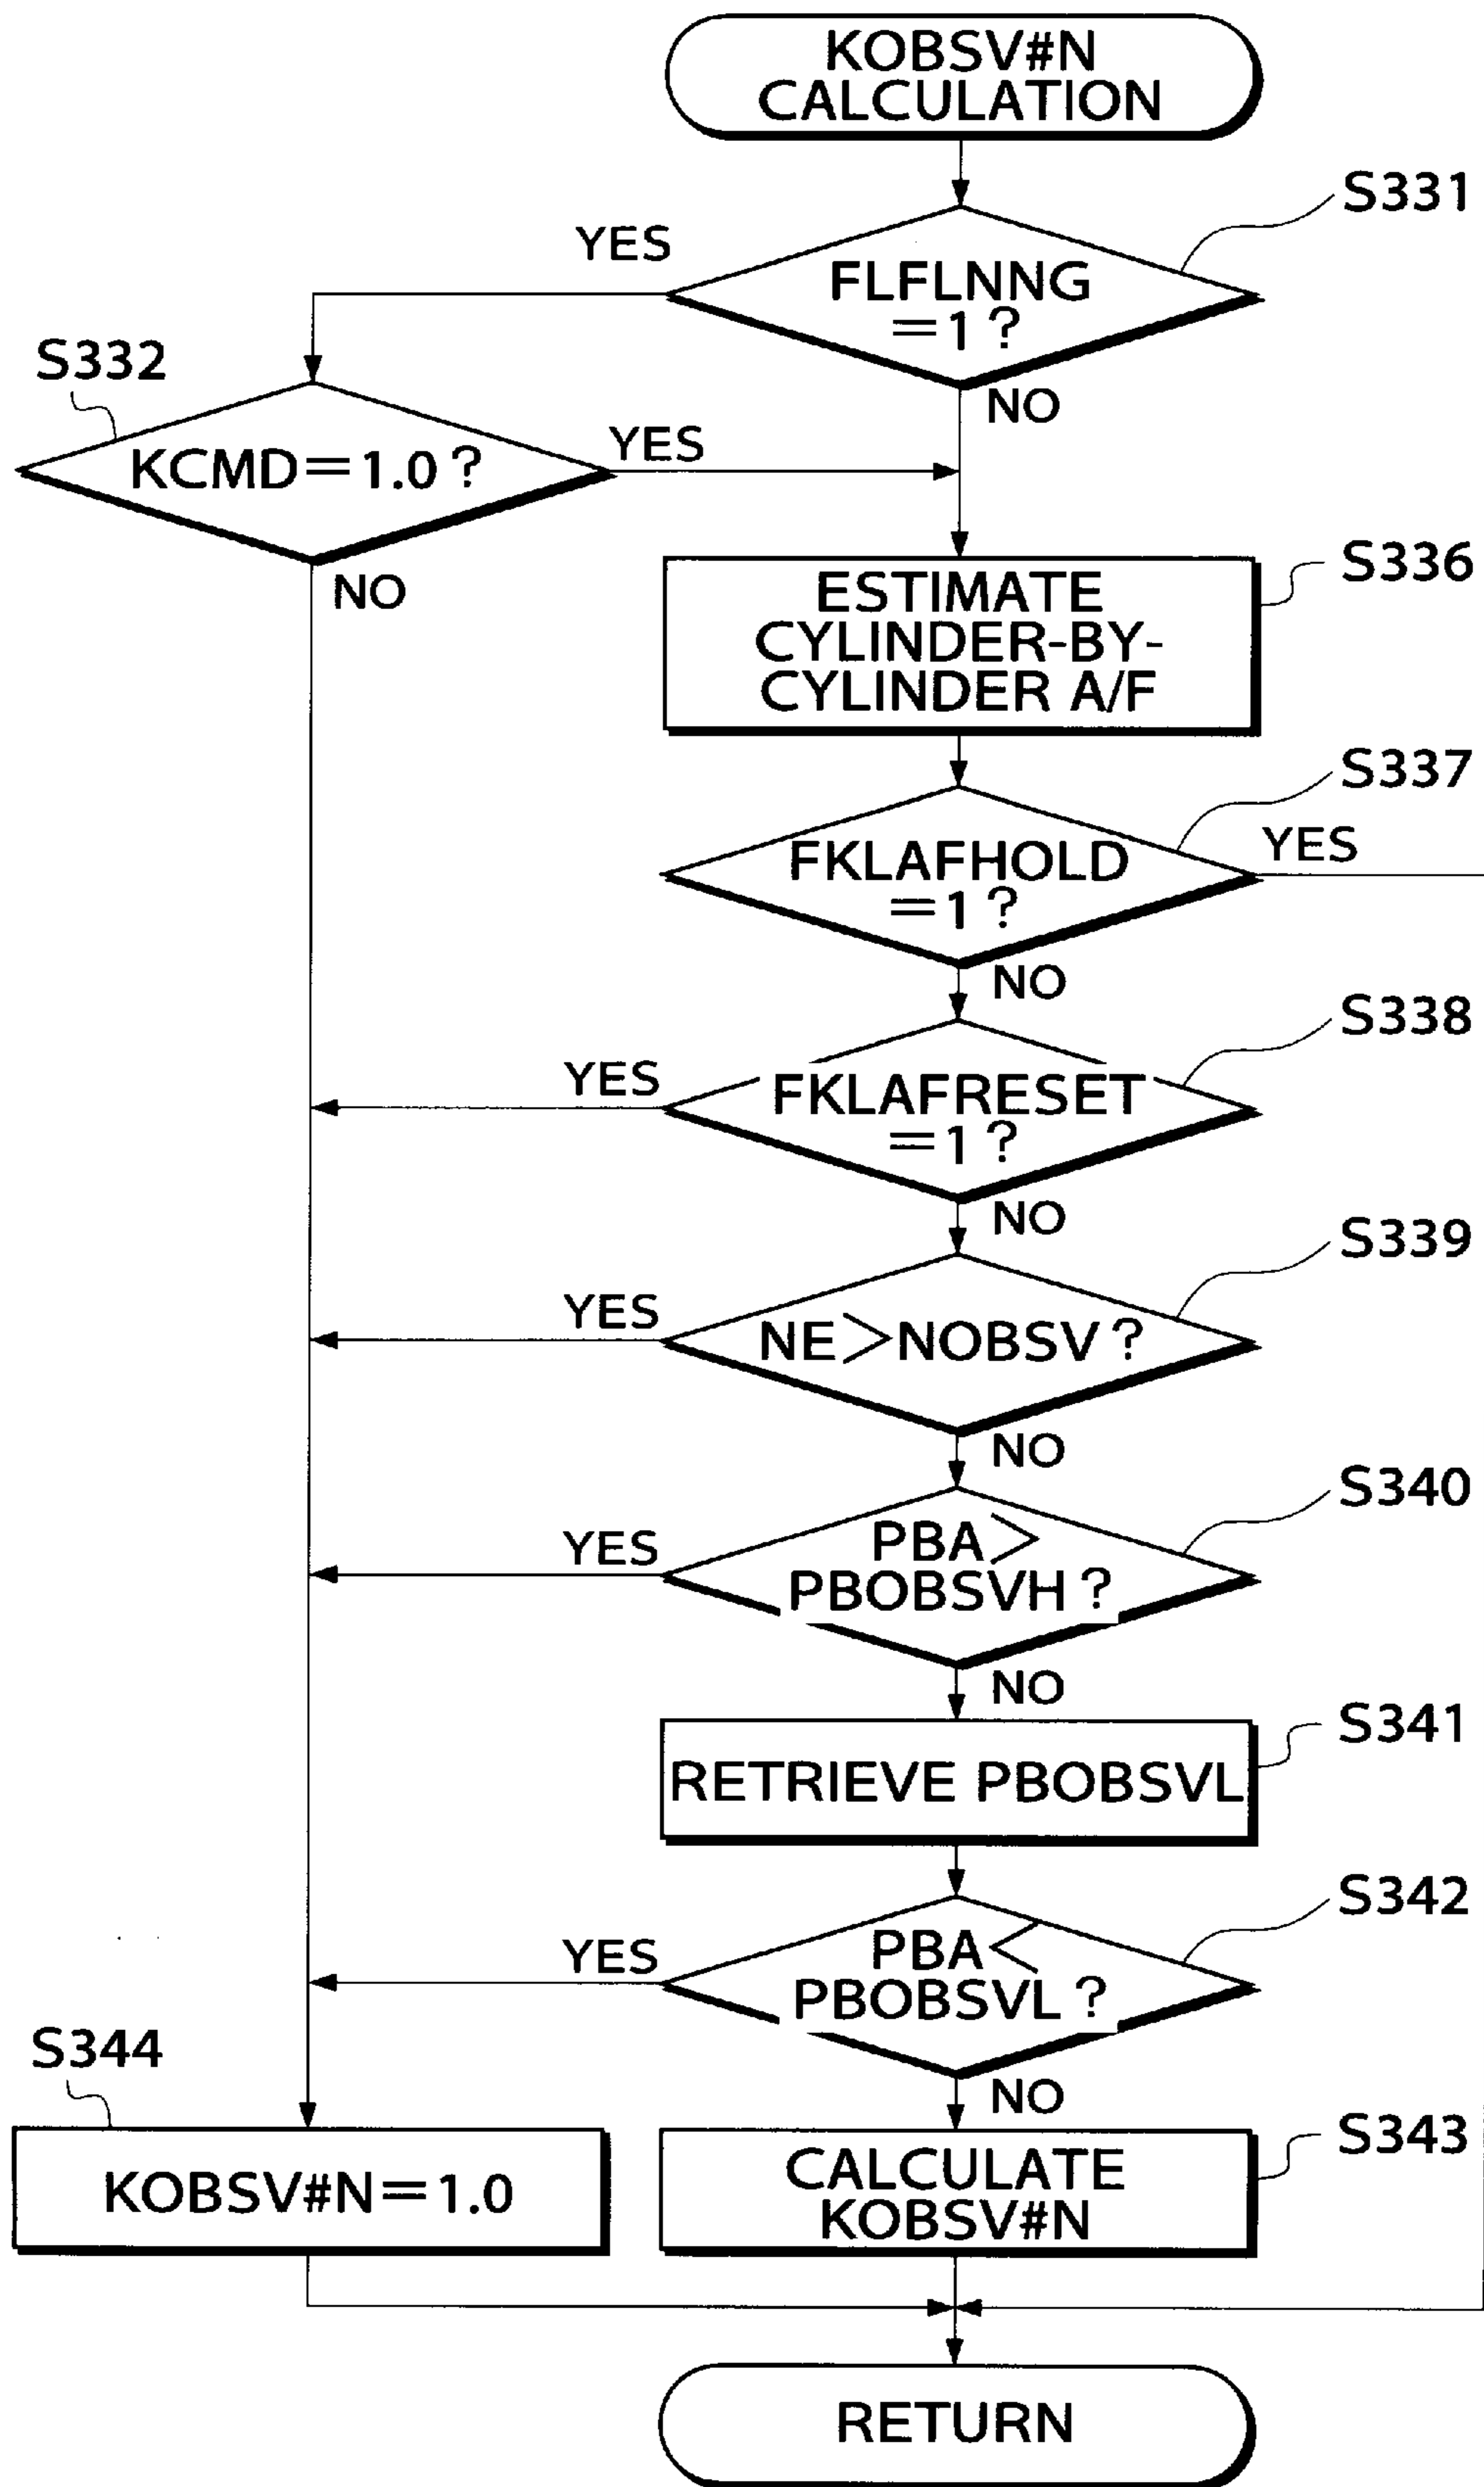 KOBSV#N
CALCULATION
S331
YES
FLFLNNG
=1?
NO
S332
KCMD=1.0?
YES
NO
S336
ESTIMATE
CYLINDER-BY-
CYLINDER A/F
S337
FKLAFHOLD
=1?
YES
NO
S338
YES
FKLAFRESET
=1?
NO
S339
YES
NE>NOBSV?
NO
S340
YES
PBA>
PBOBSVH?
NO
S341
RETRIEVE PBOBSVL
S342
YES
PBA<
PBOBSVL?
NO
S344
KOBSV#N=1.0
S343
CALCULATE
KOBSV#N
RETURN